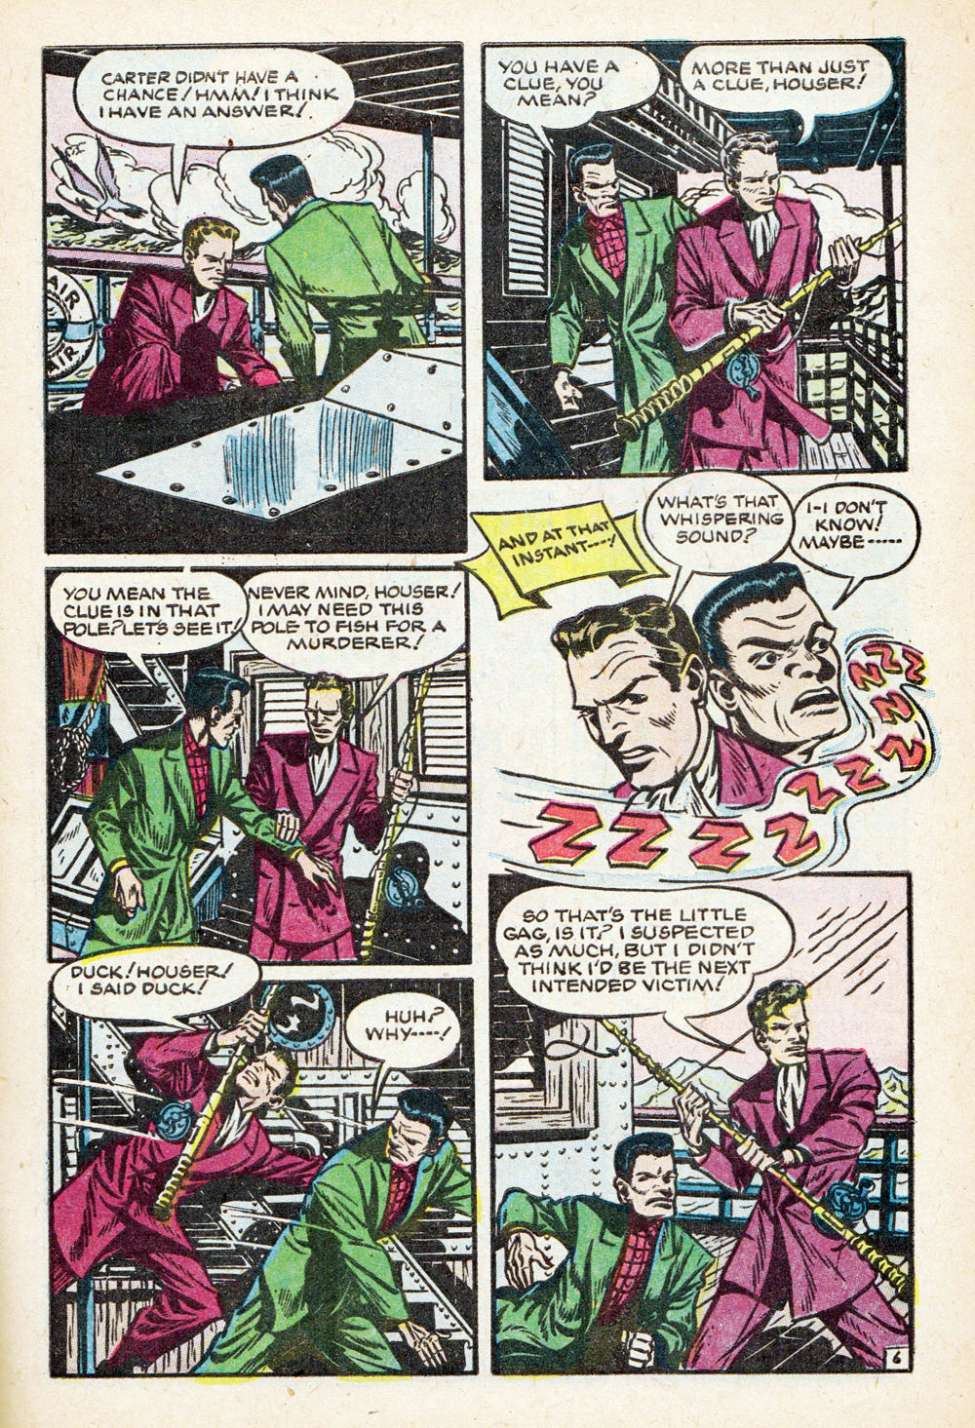 CARTER DIDN'T HAVE A
CHANCE! HMM! I THINK
I HAVE AN ANSWER!
AIR
AIR
YOU HAVE A
CLUE, YOU
MEAN?
MORE THAN JUST
A CLUE, HOUSER!
YOU MEAN THE
CLUE IS IN THAT
POLE? LET'S SEE IT!
NEVER MIND, HOUSER!
I MAY NEED THIS
POLE TO FISH FOR A
MURDERER!
AND AT THAT
INSTANT----!
WHAT'S THAT
WHISPERING
SOUND?
I-I DON'T
KNOW!
MAYBE-----
ZZZZZZZZZZZZ
DUCK! HOUSER!
I SAID DUCK!
HUH?
WHY----!
SO THAT'S THE LITTLE
GAG, IS IT? I SUSPECTED
AS MUCH, BUT I DIDN'T
THINK I'D BE THE NEXT
INTENDED VICTIM!
6